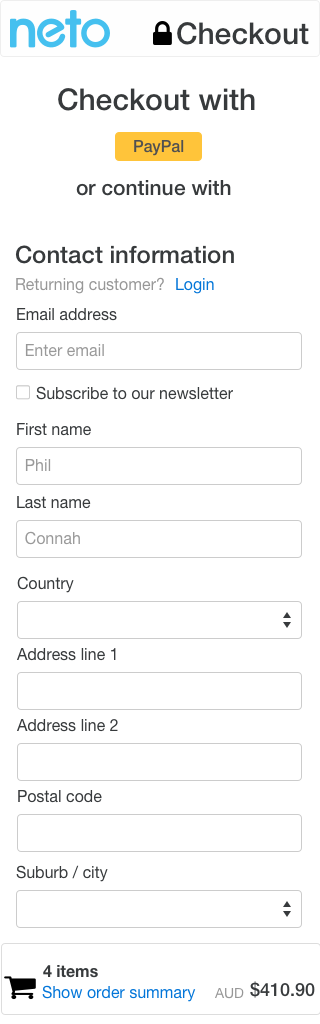 neto
Checkout
Checkout with
PayPal
or continue with
Contact information
Returning customer? Login
Email address
Enter email
Subscribe to our newsletter
First name
Phil
Last name
Connah
Country
Address line 1
Address line 2
Postal code
Suburb / city
4 items
Show order summary AUD $410.90